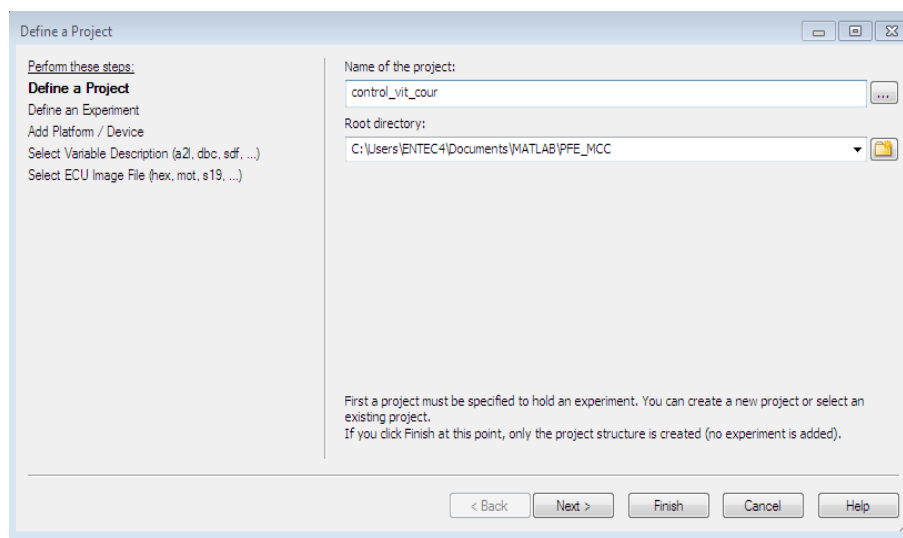 Define a Project
Perform these steps:
Define a Project
Define an Experiment
Add Platform / Device
Select Variable Description (a2l, dbc, sdf, ...)
Select ECU Image File (hex, mot, s19, ...)
Name of the project:
control_vit_cour
...
Root directory:
C:\Users\ENTEC4\Documents\MATLAB\PFE_MCC
First a project must be specified to hold an experiment. You can create a new project or select an
existing project.
If you click Finish at this point, only the project structure is created (no experiment is added).
< Back Next > Finish Cancel Help